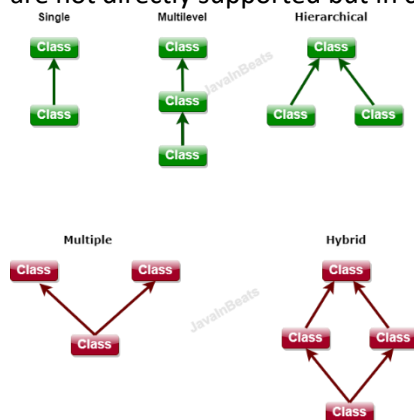 are not directly supported but in
Single Multilevel Hierarchical
Class Class Class
JavaInBeats
Class Class Class Class
Class
Multiple Hybrid
Class Class Class
JavaInBeats
Class Class Class
Class